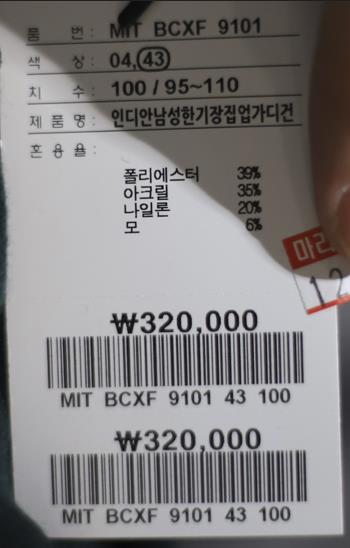 품 번 : MIT BCXF 9101
색 상 : 04,43
치 수 : 100 / 95~110
제 품 명 : 인디안남성한기장집업가디건
혼 용 율 :
폴리에스터 39%
아크릴 35%
나일론 20%
모 6%
마리
12
₩320,000
MIT BCXF 9101 43 100
₩320,000
MIT BCXF 9101 43 100